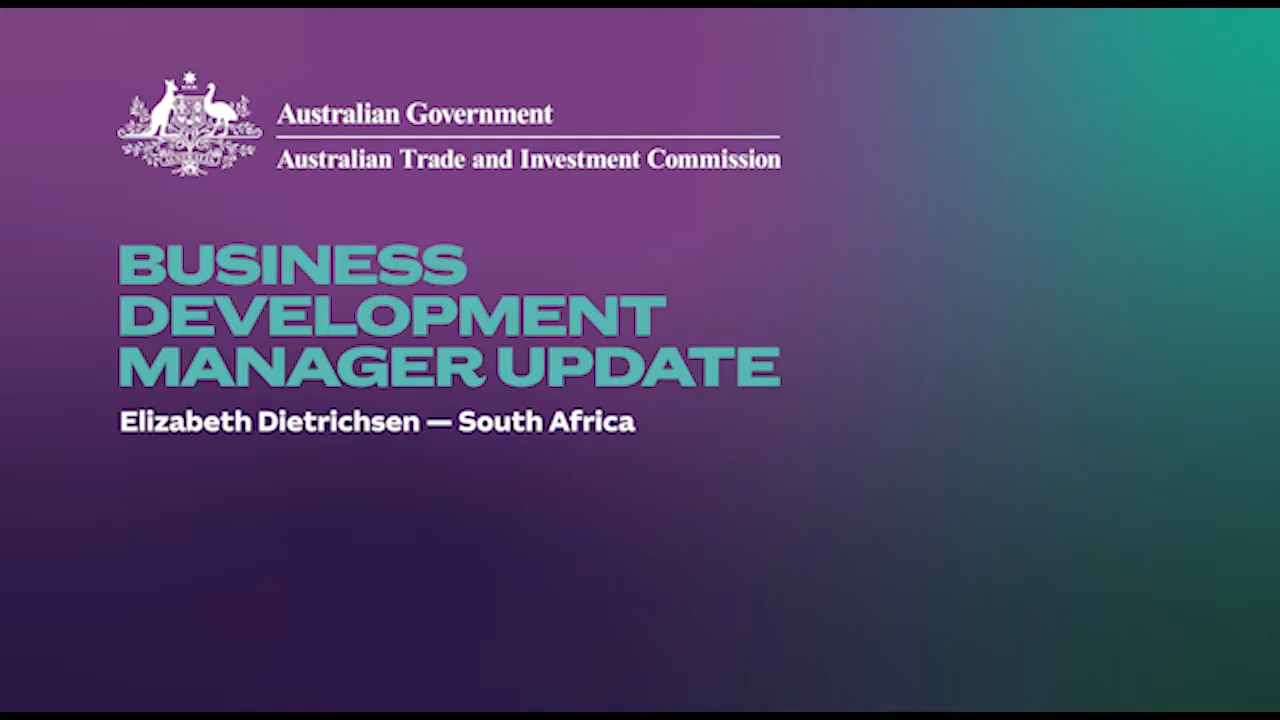 Australian Government
Australian Trade and Investment Commission
BUSINESS
DEVELOPMENT
MANAGER UPDATE
Elizabeth Dietrichsen — South Africa